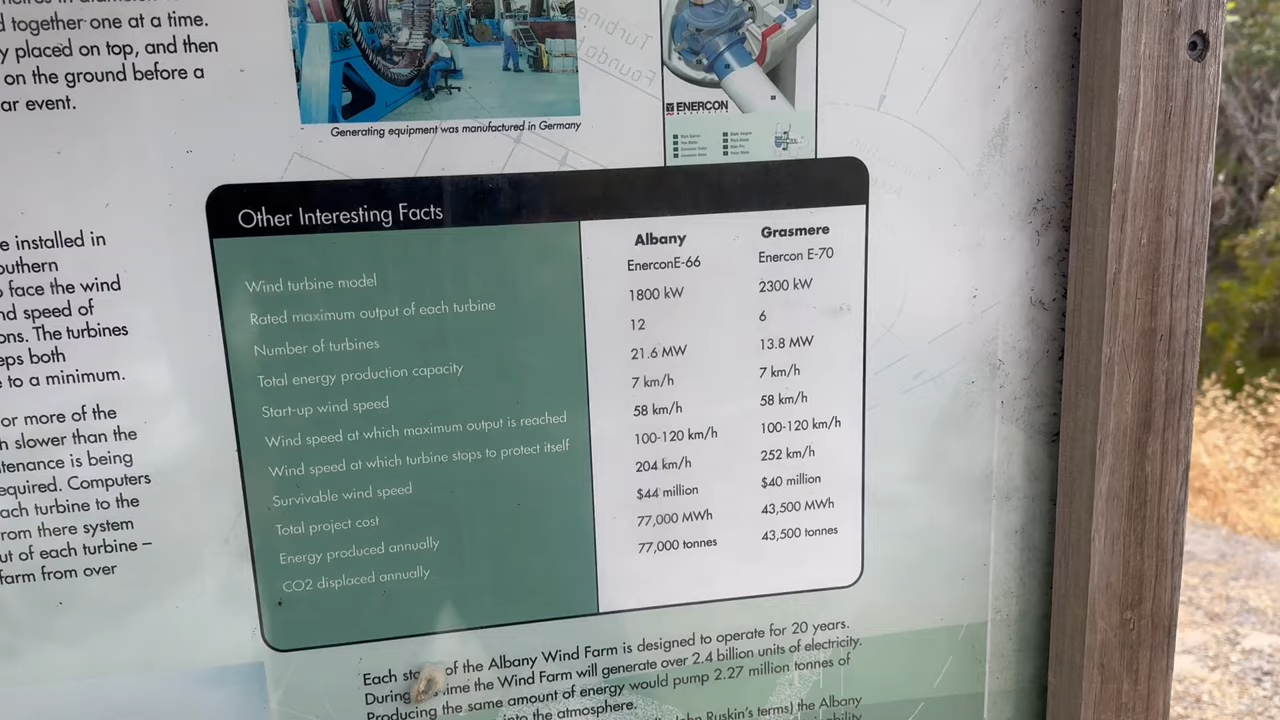 together one at a time.
placed on top, and then
on the ground before a
ar event.
Generating equipment was manufactured in Germany
Turbine
Founda
ENERCON
e installed in
outhern
face the wind
nd speed of
ons. The turbines
eps both
to a minimum.
or more of the
h slower than the
tenance is being
equired. Computers
ach turbine to the
rom there system
ut of each turbine –
farm from over
Other Interesting Facts
Albany Grasmere
Wind turbine model EnerconE-66 Enercon E-70
Rated maximum output of each turbine 1800 kW 2300 kW
Number of turbines 12 6
Total energy production capacity 21.6 MW 13.8 MW
Start-up wind speed 7 km/h 7 km/h
Wind speed at which maximum output is reached 58 km/h 58 km/h
Wind speed at which turbine stops to protect itself 100-120 km/h 100-120 km/h
Survivable wind speed 204 km/h 252 km/h
Total project cost $44 million $40 million
Energy produced annually 77,000 MWh 43,500 MWh
CO2 displaced annually 77,000 tonnes 43,500 tonnes
Each of the Albany Wind Farm is designed to operate for 20 years.
During the Wind Farm will generate over 2.4 billion units of electricity.
Producing the same amount of energy would pump 2.27 million tonnes of
into the atmosphere.
John Ruskin's terms) the Albany